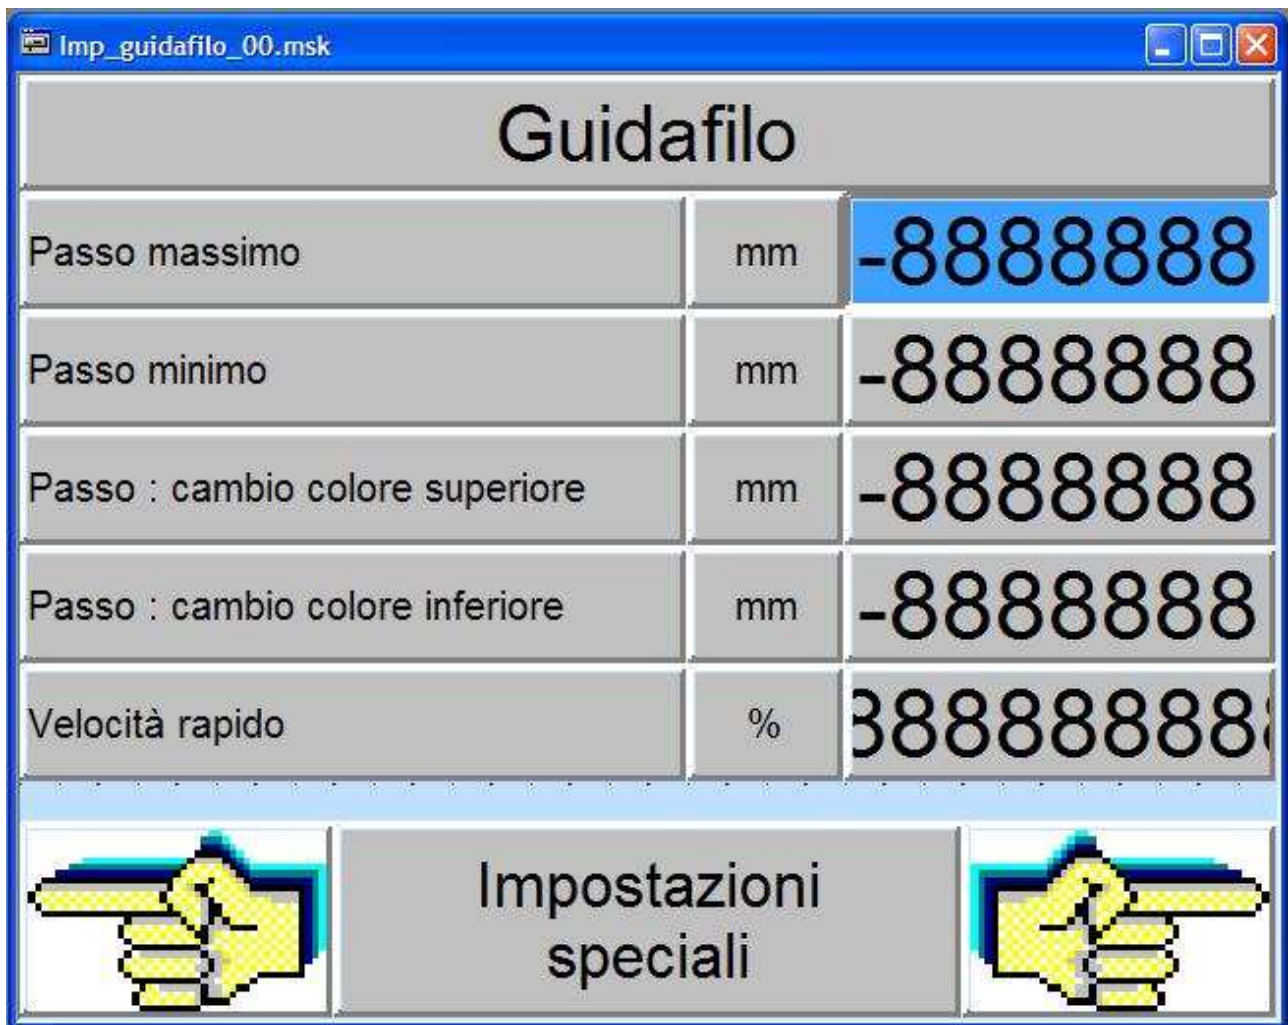 Imp_guidafilo_00.msk
Guidafilo
Passo massimo mm -8888888
Passo minimo mm -8888888
Passo : cambio colore superiore mm -8888888
Passo : cambio colore inferiore mm -8888888
Velocità rapido % 888888888
Impostazioni
speciali